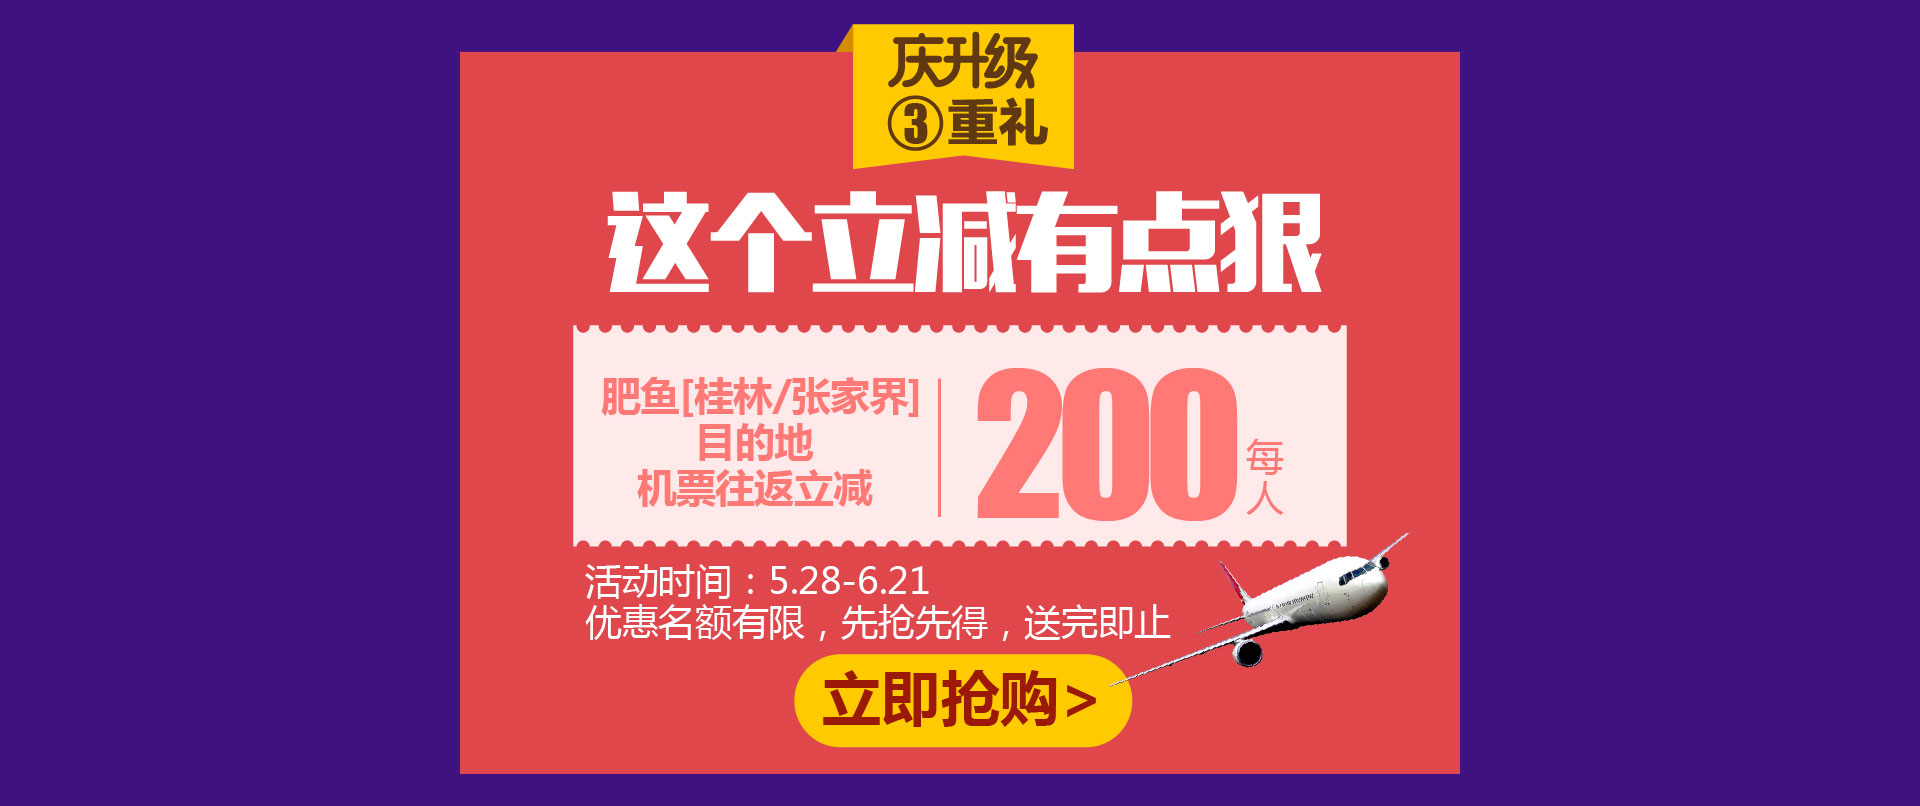 庆升级
③重礼
这个立减有点狠
肥鱼[桂林/张家界]
目的地
机票往返立减
200
每人
活动时间：5.28-6.21
优惠名额有限，先抢先得，送完即止
立即抢购>